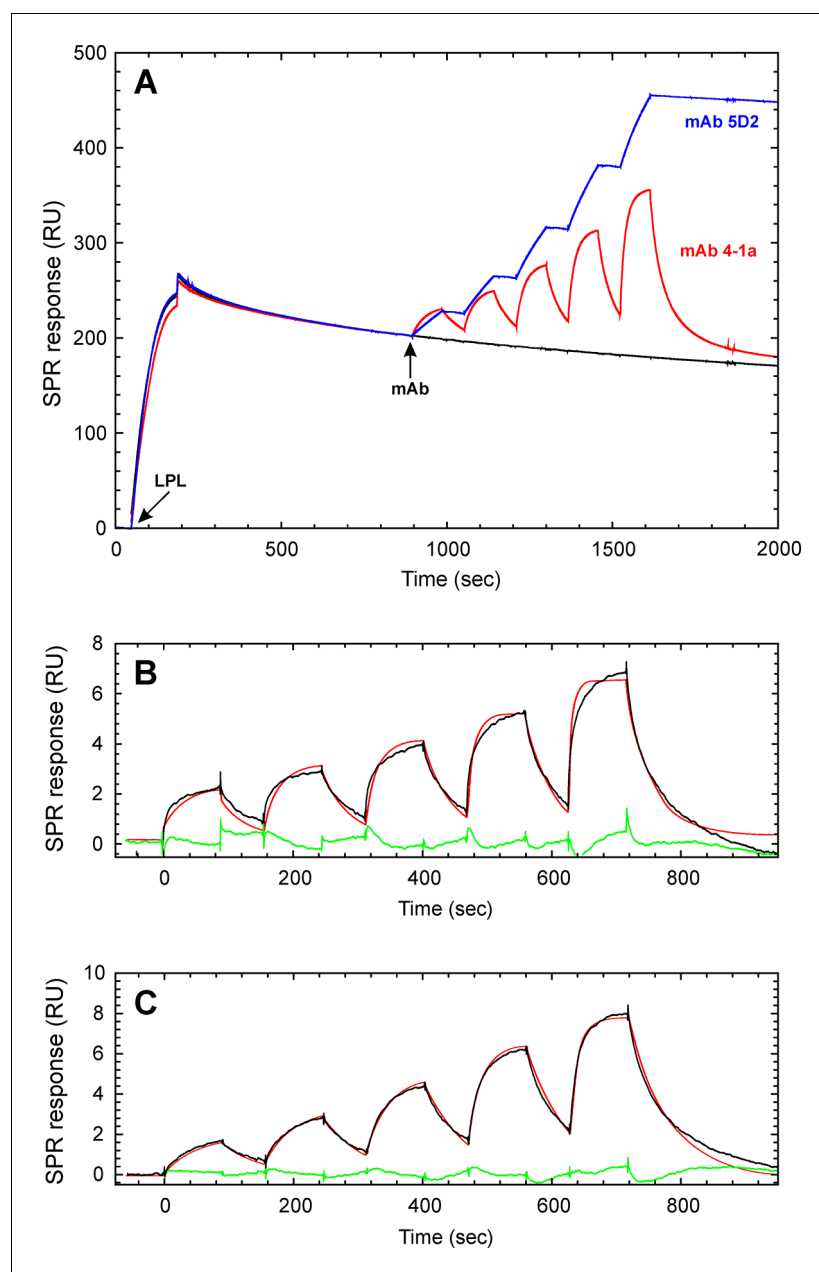 A
500
400
300
200
100
0
SPR response (RU)
mAb 5D2
mAb 4-1a
mAb
LPL
0 500 1000 1500 2000
Time (sec)
B
8
6
4
2
0
SPR response (RU)
0 200 400 600 800
Time (sec)
C
10
8
6
4
2
0
SPR response (RU)
0 200 400 600 800
Time (sec)